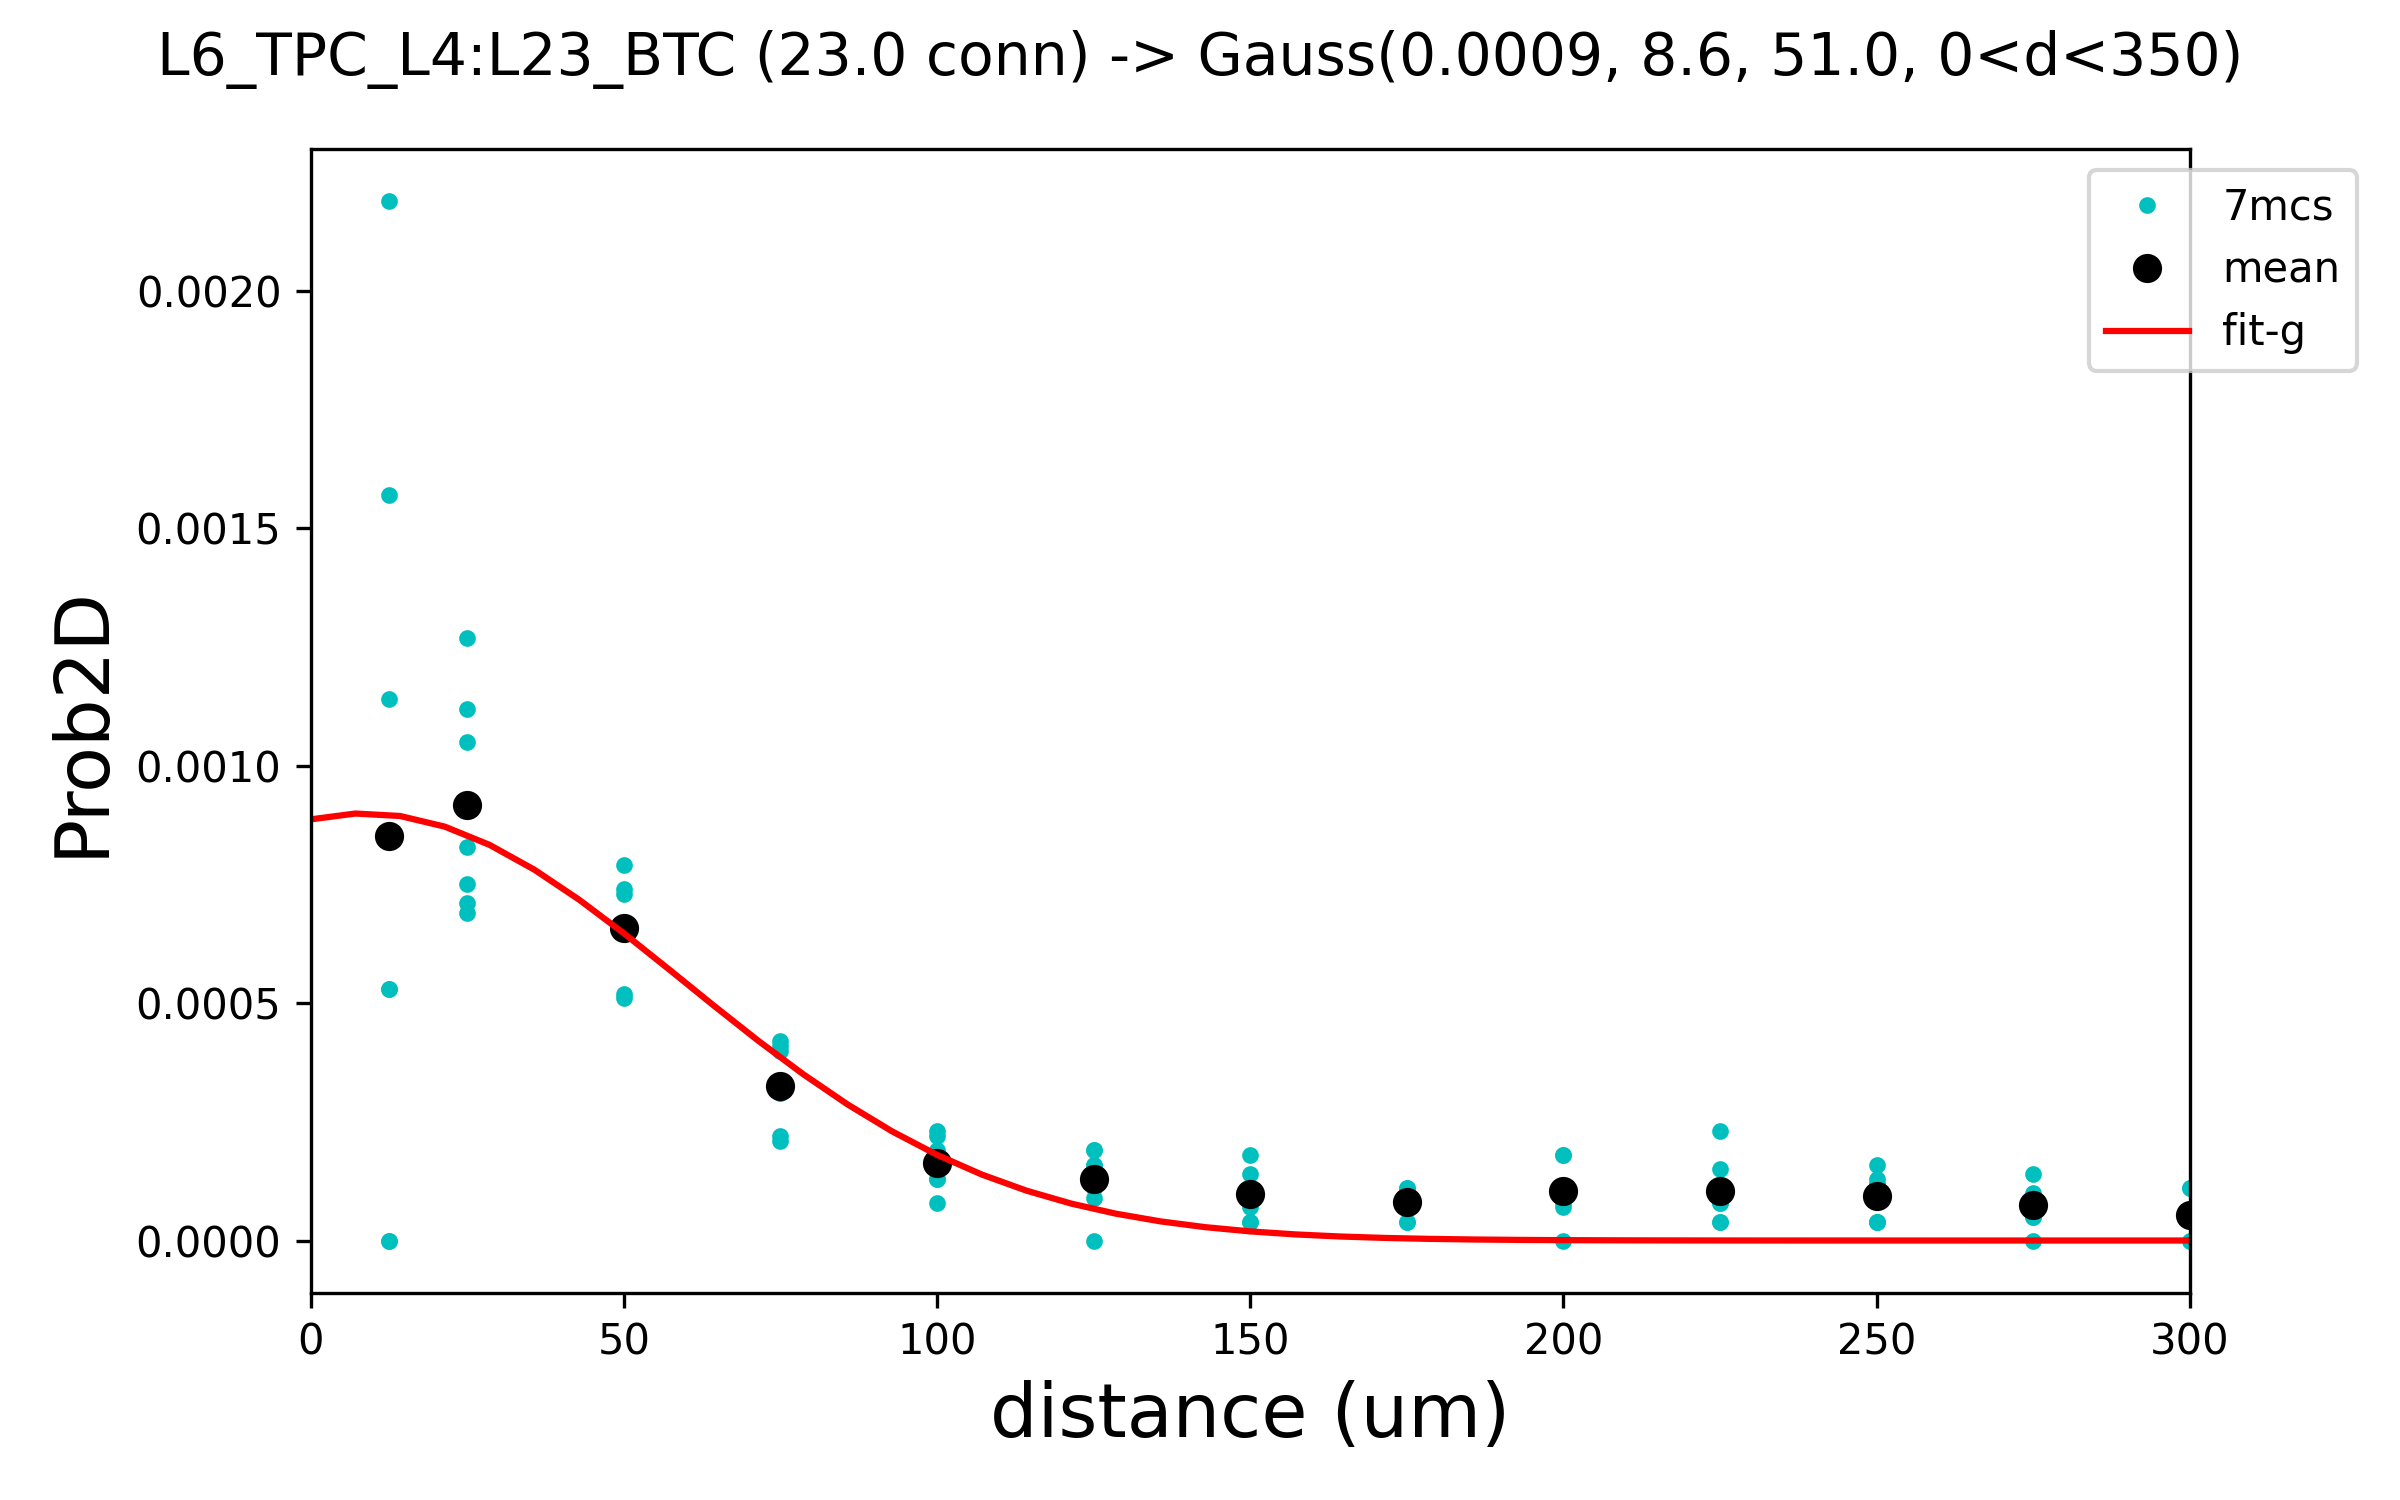 L6_TPC_L4:L23_BTC (23.0 conn) -> Gauss(0.0009, 8.6, 51.0, 0<d<350)
7mcs
mean
fit-g
Prob2D
0.0020
0.0015
0.0010
0.0005
0.0000
0 50 100 150 200 250 300
distance (um)